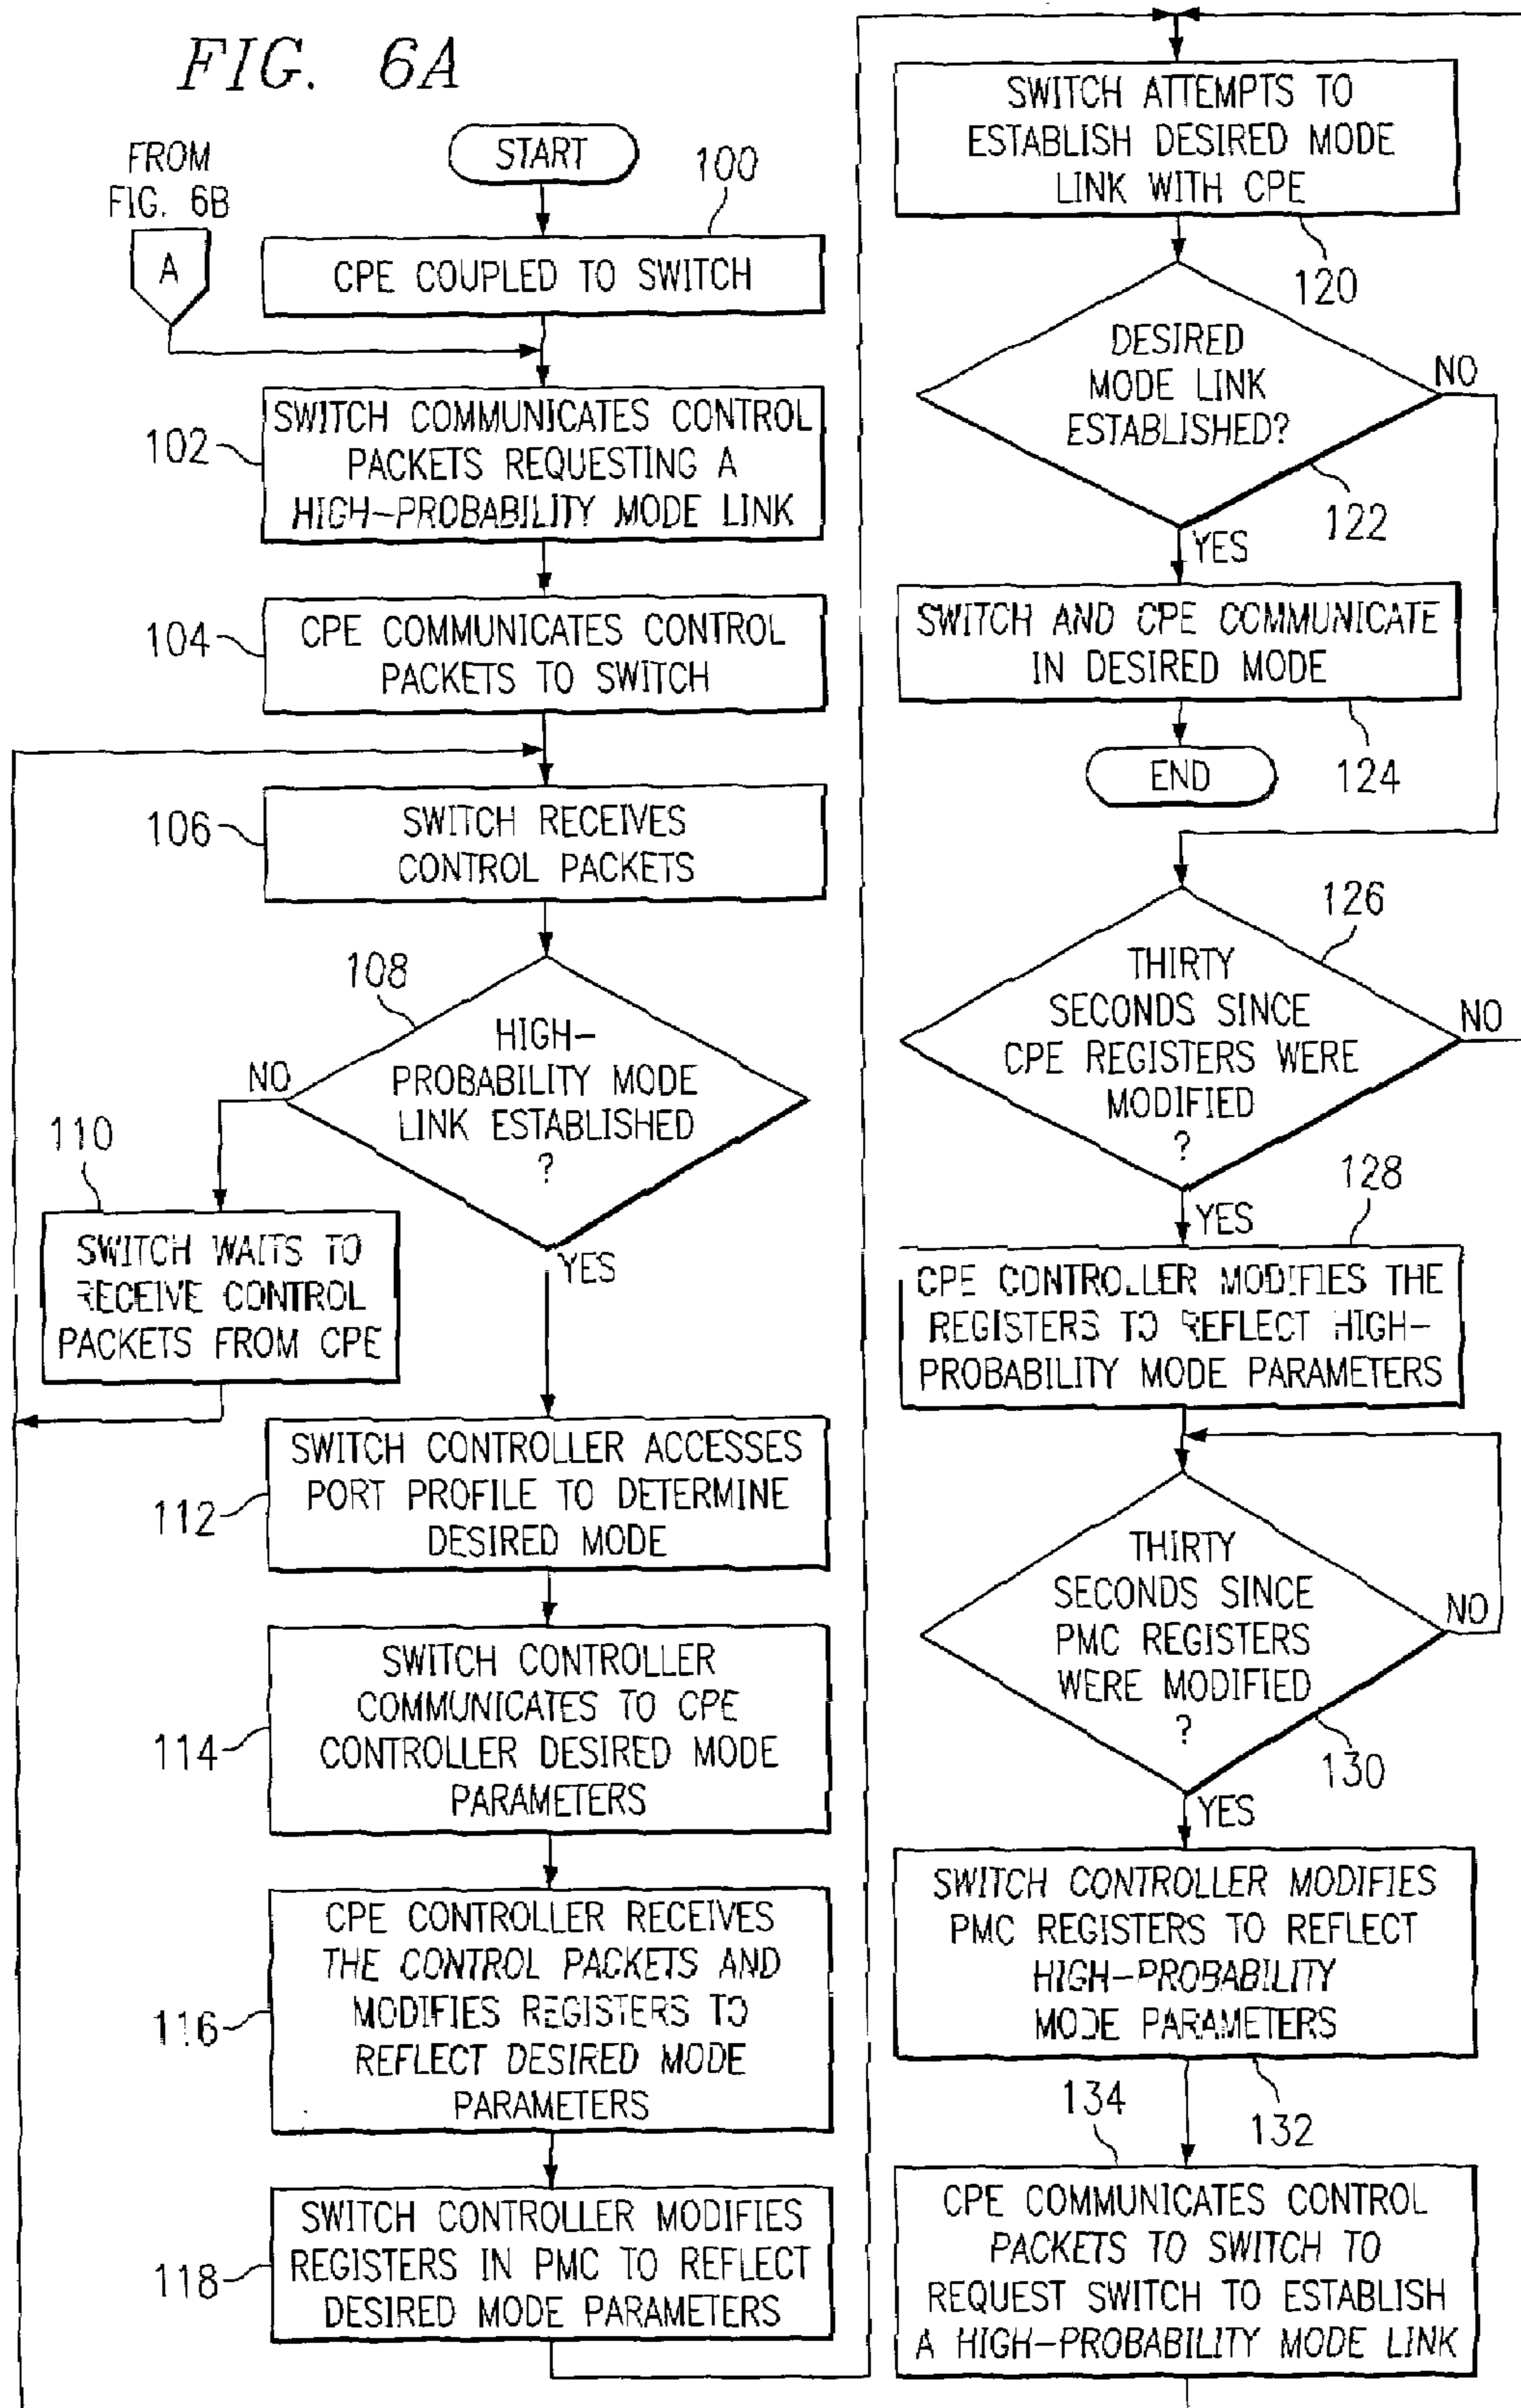 FIG. 6A
FROM
FIG. 6B
A
START
100
CPE COUPLED TO SWITCH
102
SWITCH COMMUNICATES CONTROL
PACKETS REQUESTING A
HIGH-PROBABILITY MODE LINK
104
CPE COMMUNICATES CONTROL
PACKETS TO SWITCH
106
SWITCH RECEIVES
CONTROL PACKETS
108
HIGH-
PROBABILITY MODE
LINK ESTABLISHED
?
NO
YES
110
SWITCH WAITS TO
RECEIVE CONTROL
PACKETS FROM CPE
112
SWITCH CONTROLLER ACCESSES
PORT PROFILE TO DETERMINE
DESIRED MODE
114
SWITCH CONTROLLER
COMMUNICATES TO CPE
CONTROLLER DESIRED MODE
PARAMETERS
116
CPE CONTROLLER RECEIVES
THE CONTROL PACKETS AND
MODIFIES REGISTERS TO
REFLECT DESIRED MODE
PARAMETERS
118
SWITCH CONTROLLER MODIFIES
REGISTERS IN PMC TO REFLECT
DESIRED MODE PARAMETERS
SWITCH ATTEMPTS TO
ESTABLISH DESIRED MODE
LINK WITH CPE
120
DESIRED
MODE LINK
ESTABLISHED?
NO
122
YES
SWITCH AND CPE COMMUNICATE
IN DESIRED MODE
124
END
126
THIRTY
SECONDS SINCE
CPE REGISTERS WERE
MODIFIED
?
NO
YES
128
CPE CONTROLLER MODIFIES THE
REGISTERS TO REFLECT HIGH-
PROBABILITY MODE PARAMETERS
THIRTY
SECONDS SINCE
PMC REGISTERS
WERE MODIFIED
?
NO
130
YES
SWITCH CONTROLLER MODIFIES
PMC REGISTERS TO REFLECT
HIGH-PROBABILITY
MODE PARAMETERS
132
134
CPE COMMUNICATES CONTROL
PACKETS TO SWITCH TO
REQUEST SWITCH TO ESTABLISH
A HIGH-PROBABILITY MODE LINK